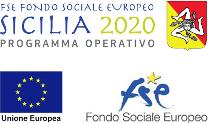 FSE FONDO SOCIALE EUROPEO
SICILIA 2020
PROGRAMMA OPERATIVO
Unione Europea
fse
Fondo Sociale Europeo